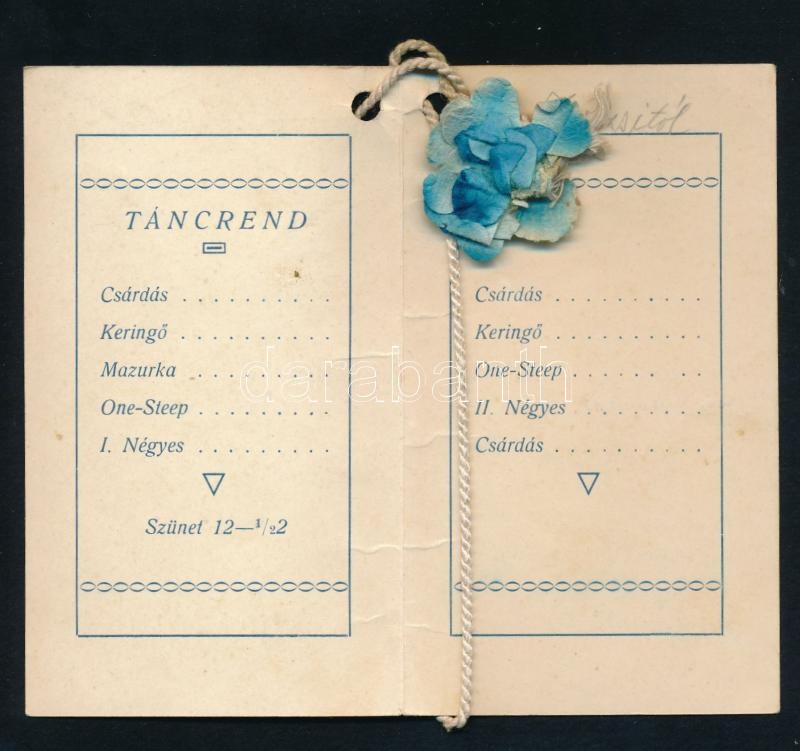 TÁNCREND
Csárdás . . . . . . . . . .
Keringő . . . . . . . . . .
Mazurka . . . . . . . . .
One-Steep . . . . . . . . .
I. Négyes . . . . . . . . .
Szünet 12—½2
Csárdás . . . . . . . . . .
Keringő . . . . . . . . . .
One-Steep . . . . . . . . .
II. Négyes . . . . . . . . .
Csárdás . . . . . . . . . .
darabanth